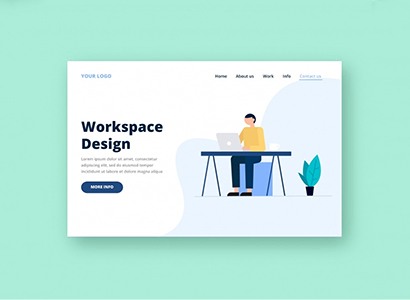 YOUR LOGO
Home About us Work Info Contact us
Workspace
Design
Lorem ipsum dolor sit amet, consectetur
adipiscing elit, sed do eiusmod tempor
incididunt ut labore et dolore magna aliqua
MORE INFO